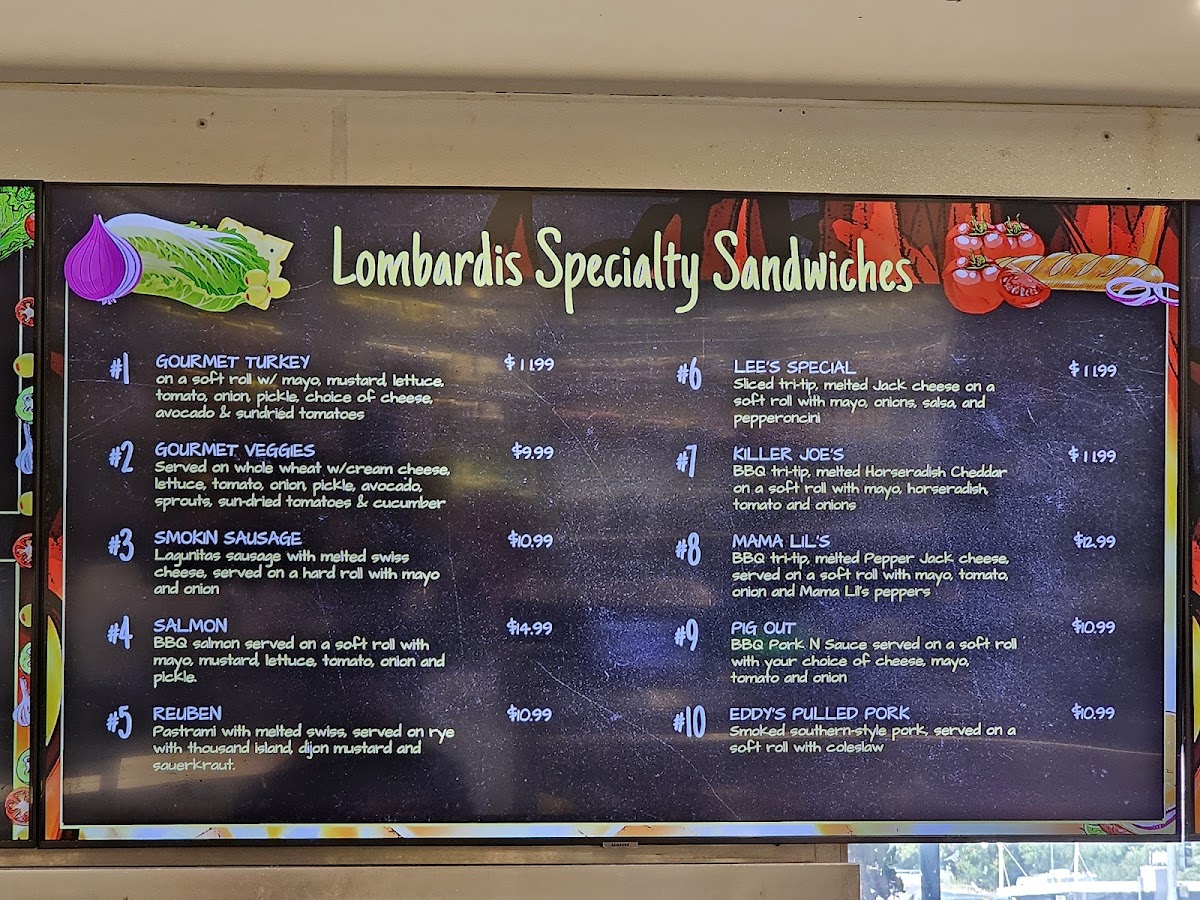 Lombardis Specialty Sandwiches
#1 GOURMET TURKEY $11.99
on a soft roll w/ mayo, mustard, lettuce,
tomato, onion, pickle, choice of cheese,
avocado & sundried tomatoes
#2 GOURMET VEGGIES $9.99
Served on whole wheat w/cream cheese,
lettuce, tomato, onion, pickle, avocado,
sprouts, sun-dried tomatoes & cucumber
#3 SMOKIN SAUSAGE $10.99
Lagunitas sausage with melted swiss
cheese, served on a hard roll with mayo
and onion
#4 SALMON $14.99
BBQ salmon served on a soft roll with
mayo, mustard, lettuce, tomato, onion and
pickle.
#5 REUBEN $10.99
Pastrami with melted swiss, served on rye
with thousand island, dijon mustard and
sauerkraut.
#6 LEE'S SPECIAL $11.99
Sliced tri-tip, melted Jack cheese on a
soft roll with mayo, onions, salsa, and
pepperoncini
#7 KILLER JOE'S $11.99
BBQ tri-tip, melted Horseradish Cheddar
on a soft roll with mayo, horseradish,
tomato and onions
#8 MAMA LIL'S $12.99
BBQ tri-tip, melted Pepper Jack cheese,
served on a soft roll with mayo, tomato,
onion and Mama Lil's peppers
#9 PIG OUT $10.99
BBQ Pork N Sauce served on a soft roll
with your choice of cheese, mayo,
tomato and onion
#10 EDDY'S PULLED PORK $10.99
Smoked southern-style pork, served on a
soft roll with coleslaw
SAMSUNG